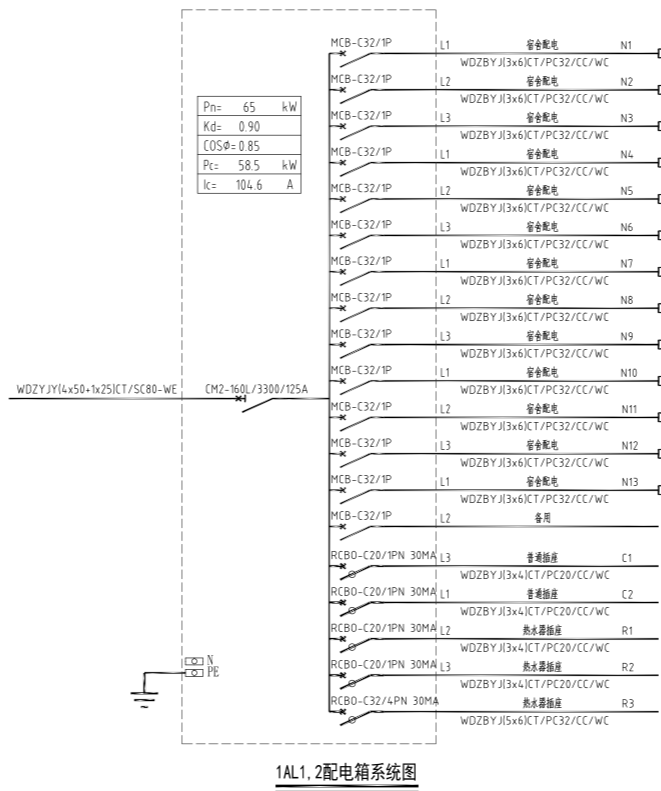 MCB-C32/1P L1 宿舍配电 N1
WDZBYJ(3x6)CT/PC32/CC/WC
MCB-C32/1P L2 宿舍配电 N2
WDZBYJ(3x6)CT/PC32/CC/WC
MCB-C32/1P L3 宿舍配电 N3
WDZBYJ(3x6)CT/PC32/CC/WC
MCB-C32/1P L1 宿舍配电 N4
WDZBYJ(3x6)CT/PC32/CC/WC
MCB-C32/1P L2 宿舍配电 N5
WDZBYJ(3x6)CT/PC32/CC/WC
MCB-C32/1P L3 宿舍配电 N6
WDZBYJ(3x6)CT/PC32/CC/WC
MCB-C32/1P L1 宿舍配电 N7
WDZBYJ(3x6)CT/PC32/CC/WC
MCB-C32/1P L2 宿舍配电 N8
WDZBYJ(3x6)CT/PC32/CC/WC
MCB-C32/1P L3 宿舍配电 N9
WDZBYJ(3x6)CT/PC32/CC/WC
MCB-C32/1P L1 宿舍配电 N10
WDZBYJ(3x6)CT/PC32/CC/WC
MCB-C32/1P L2 宿舍配电 N11
WDZBYJ(3x6)CT/PC32/CC/WC
MCB-C32/1P L3 宿舍配电 N12
WDZBYJ(3x6)CT/PC32/CC/WC
MCB-C32/1P L1 宿舍配电 N13
WDZBYJ(3x6)CT/PC32/CC/WC
MCB-C32/1P L2 备用
RCBO-C20/1PN 30MA L3 普通插座 C1
WDZBYJ(3x4)CT/PC20/CC/WC
RCBO-C20/1PN 30MA L1 普通插座 C2
WDZBYJ(3x4)CT/PC20/CC/WC
RCBO-C20/1PN 30MA L2 热水器插座 R1
WDZBYJ(3x4)CT/PC20/CC/WC
RCBO-C20/1PN 30MA L3 热水器插座 R2
WDZBYJ(3x4)CT/PC20/CC/WC
RCBO-C32/4PN 30MA 热水器插座 R3
WDZBYJ(5x6)CT/PC32/CC/WC
Pn= 65 kW
Kd= 0.90
COSØ= 0.85
Pc= 58.5 kW
Ic= 104.6 A
WDZYJY(4x50+1x25)CT/SC80-WE CM2-160L/3300/125A
N
PE
1AL1,2配电箱系统图